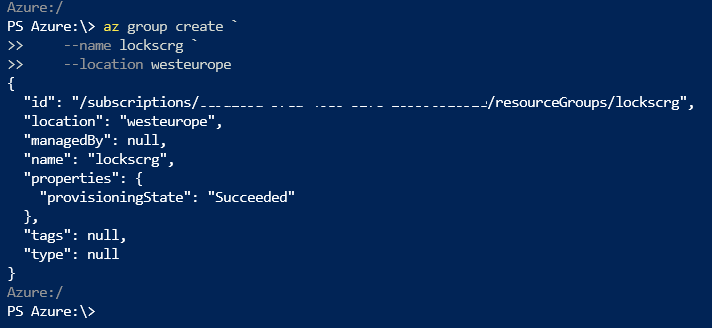 Azure:/
PS Azure:\> az group create `
>>     --name lockscrg `
>>     --location westeurope
{
  "id": "/subscriptions/ /resourceGroups/lockscrg",
  "location": "westeurope",
  "managedBy": null,
  "name": "lockscrg",
  "properties": {
    "provisioningState": "Succeeded"
  },
  "tags": null,
  "type": null
}
Azure:/
PS Azure:\>